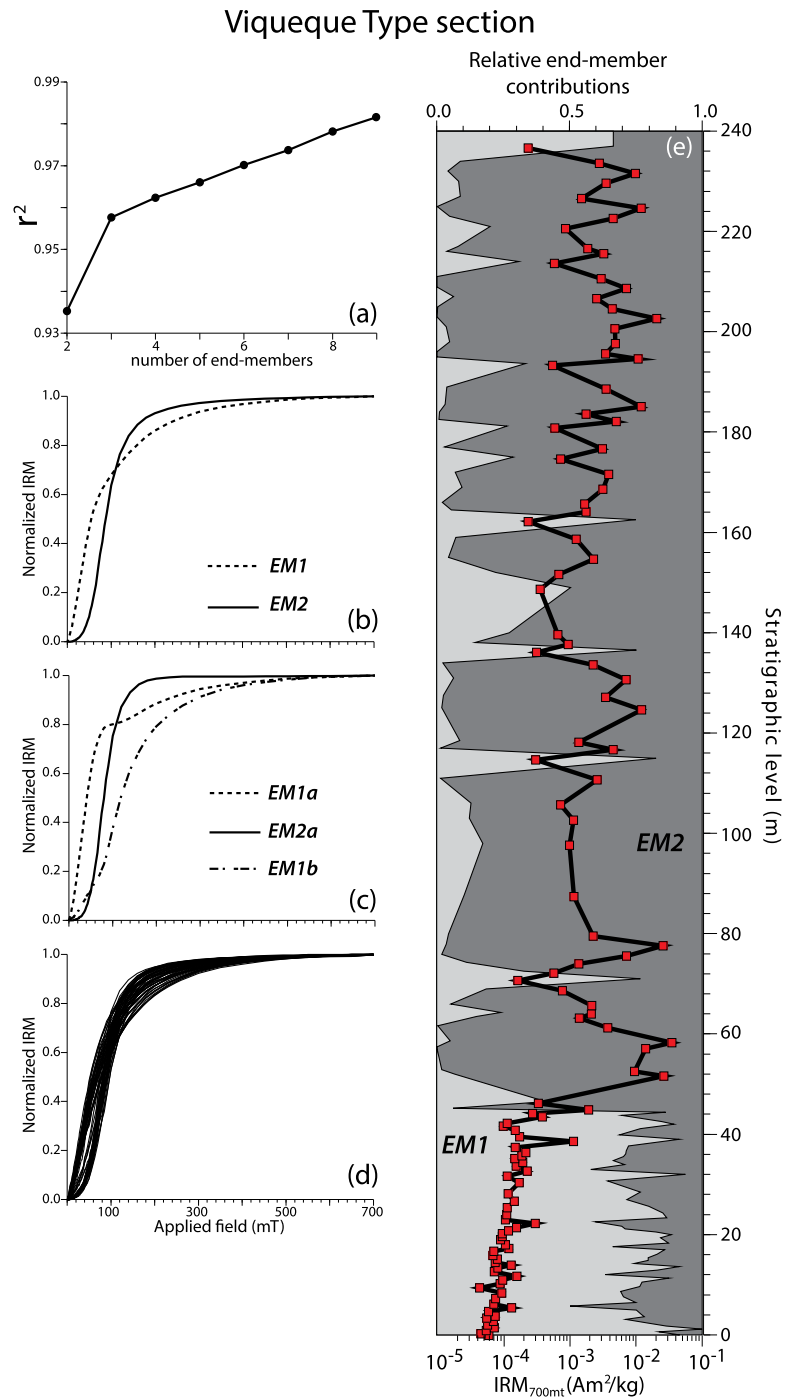 Viqueque Type section
0.99
0.97
0.95
0.93
r²
2
4
6
8
number of end-members
(a)
1.0
0.8
0.6
0.4
0.2
0.0
Normalized IRM
EM1
EM2
(b)
1.0
0.8
0.6
0.4
0.2
0.0
Normalized IRM
EM1a
EM2a
EM1b
(c)
1.0
0.8
0.6
0.4
0.2
0.0
Normalized IRM
(d)
100
300
500
700
Applied field (mT)
Relative end-member
contributions
0.0
0.5
1.0
(e)
240
220
200
180
160
140
120
100
80
60
40
20
0
Stratigraphic level (m)
EM2
EM1
10⁻⁵
10⁻⁴
10⁻³
10⁻²
10⁻¹
IRM₇₀₀ₘₜ(Am²/kg)